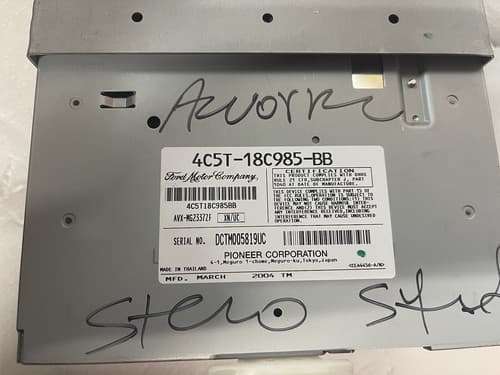 4C5T-18C985-BB
Ford Motor Company,
4C5T18C985BB
AVX-MG2337ZF XN/UC
SERIAL NO. DCTM005819UC
CERTIFICATION
THIS PRODUCT COMPLIES WITH DHHS
RULE 21 CFR, SUBCHAPTER J, PART
1040 AT DATE OF MANUFACTURE.
THIS DEVICE COMPLIES WITH PART 15 OF
THE FCC RULES. OPERATION IS SUBJECT TO
THE FOLLOWING TWO CONDITIONS:(1) THIS
DEVICE MAY NOT CAUSE HARMFUL INTER-
FERENCE, AND(2) THIS DEVICE MUST ACCEPT
ANY INTERFERENCE RECEIVED, INCLUDING
INTERFERENCE THAT MAY CAUSE UNDESIRED
OPERATION.
PIONEER CORPORATION
4-1, Meguro 1-chome, Meguro-ku, Tokyo, Japan
MADE IN THAILAND
MFD. MARCH 2004 TM
Stero